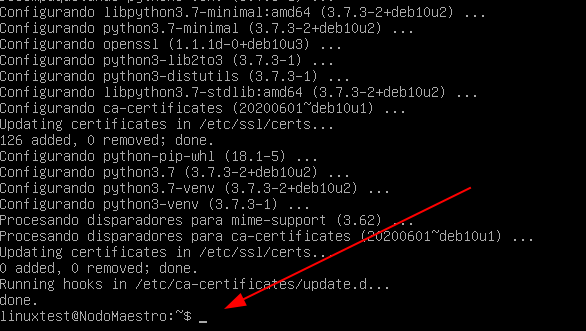 Configurando libpython3.7-minimal:amd64 (3.7.3-2+deb10u2) ...
Configurando python3.7-minimal (3.7.3-2+deb10u2) ...
Configurando openssl (1.1.1d-0+deb10u3) ...
Configurando python3-lib2to3 (3.7.3-1) ...
Configurando python3-distutils (3.7.3-1) ...
Configurando libpython3.7-stdlib:amd64 (3.7.3-2+deb10u2) ...
Configurando ca-certificates (20200601~deb10u1) ...
Updating certificates in /etc/ssl/certs...
126 added, 0 removed; done.
Configurando python-pip-whl (18.1-5) ...
Configurando python3.7 (3.7.3-2+deb10u2) ...
Configurando python3.7-venv (3.7.3-2+deb10u2) ...
Configurando python3-venv (3.7.3-1) ...
Procesando disparadores para mime-support (3.62) ...
Procesando disparadores para ca-certificates (20200601~deb10u1) ...
Updating certificates in /etc/ssl/certs...
0 added, 0 removed; done.
Running hooks in /etc/ca-certificates/update.d...
done.
linuxtest@NodoMaestro:~$ _